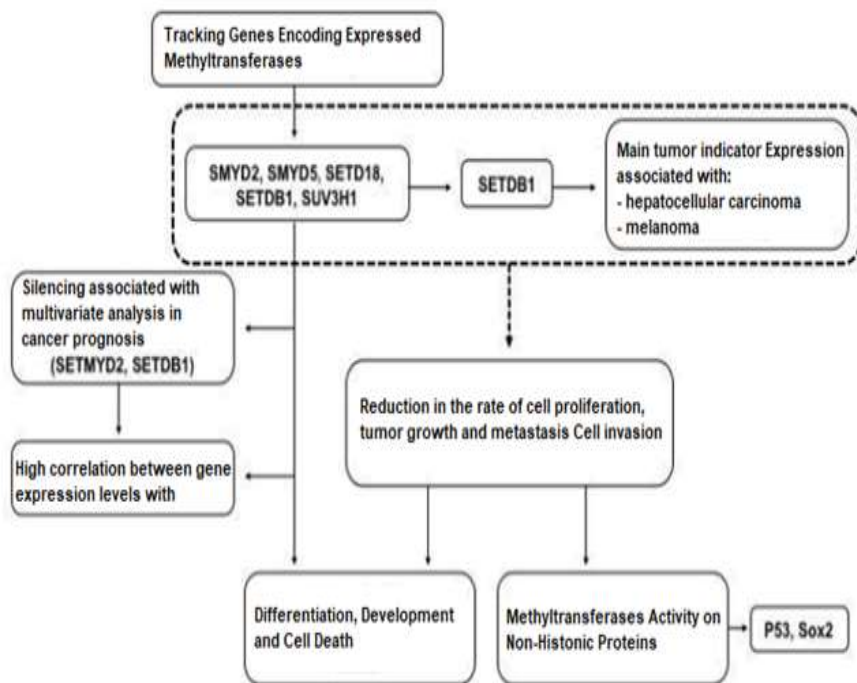 Tracking Genes Encoding Expressed
Methyltransferases
SMYD2, SMYD5, SETD18,
SETDB1, SUV3H1
SETDB1
Main tumor indicator Expression
associated with:
- hepatocellular carcinoma
- melanoma
Silencing associated with
multivariate analysis in
cancer prognosis
(SETMYD2, SETDB1)
Reduction in the rate of cell proliferation,
tumor growth and metastasis Cell invasion
High correlation between gene
expression levels with
Differentiation, Development
and Cell Death
Methyltransferases Activity on
Non-Histonic Proteins
P53, Sox2